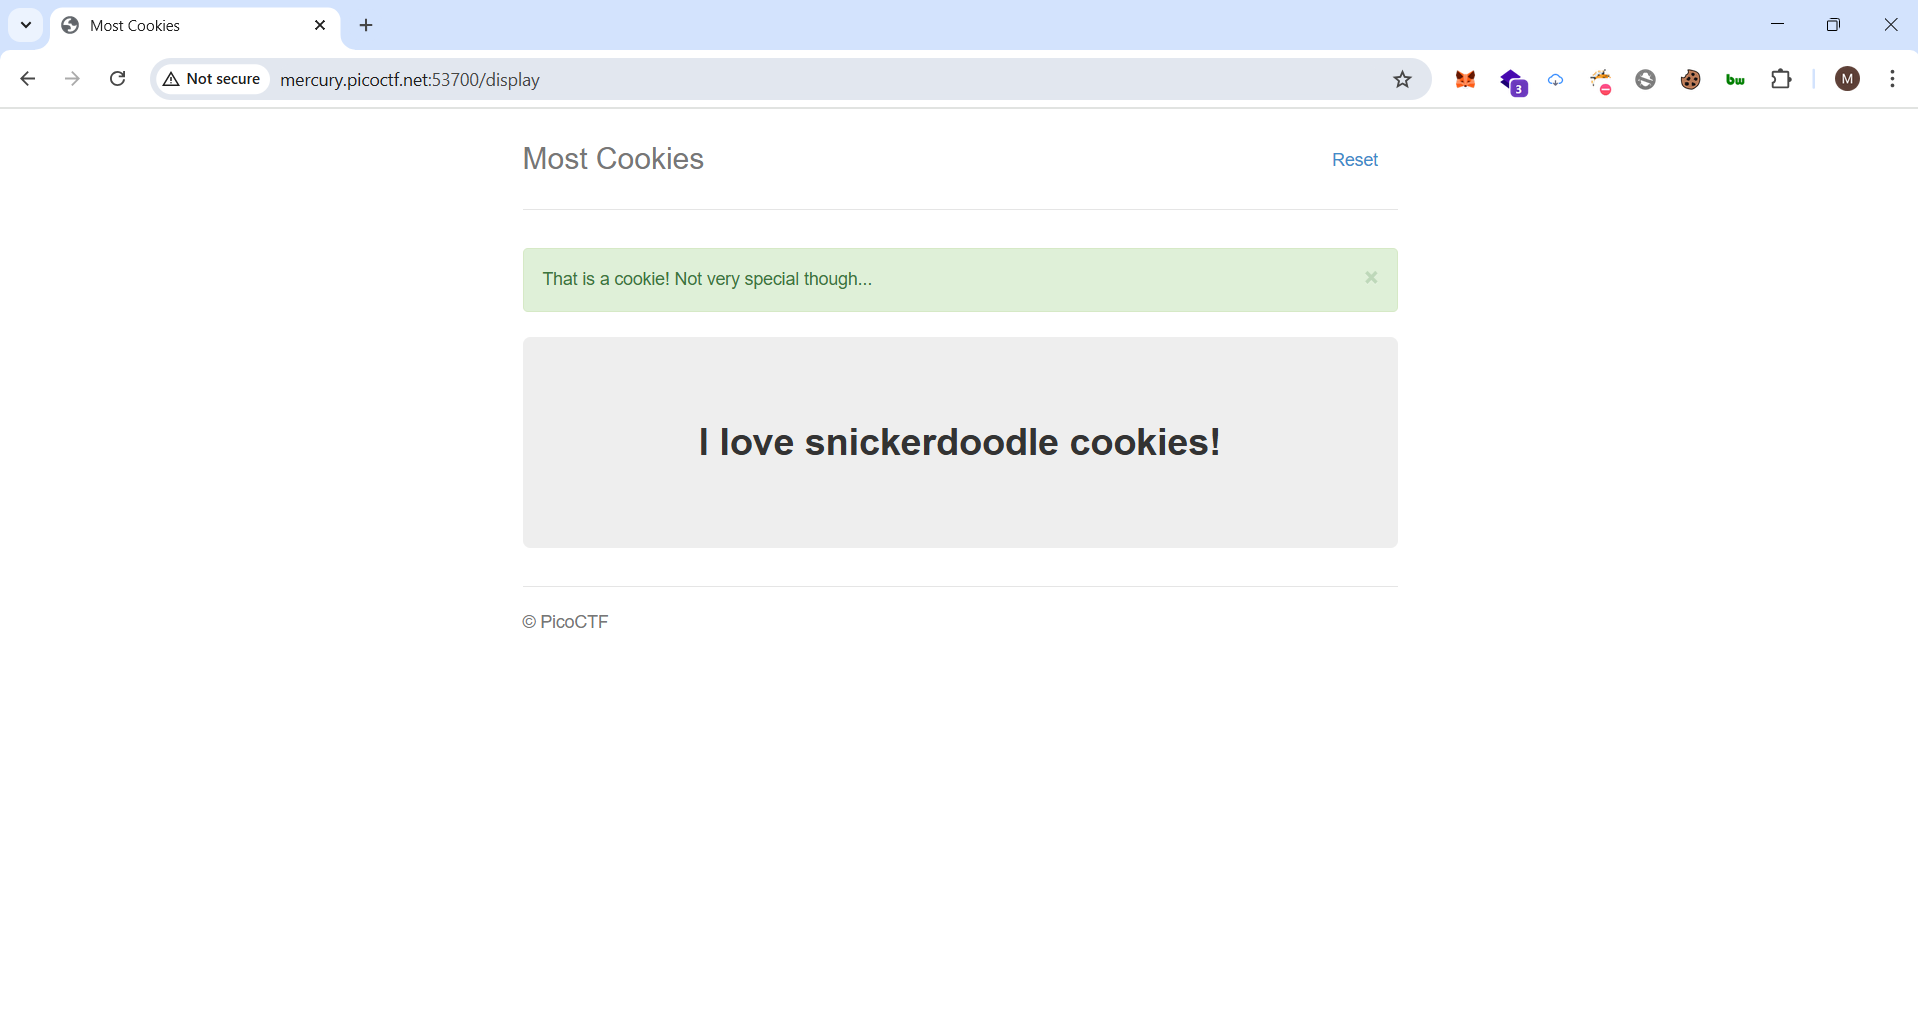 Most Cookies
Not secure mercury.picoctf.net:53700/display
3
bw
M
Most Cookies
Reset
That is a cookie! Not very special though...
×
I love snickerdoodle cookies!
© PicoCTF